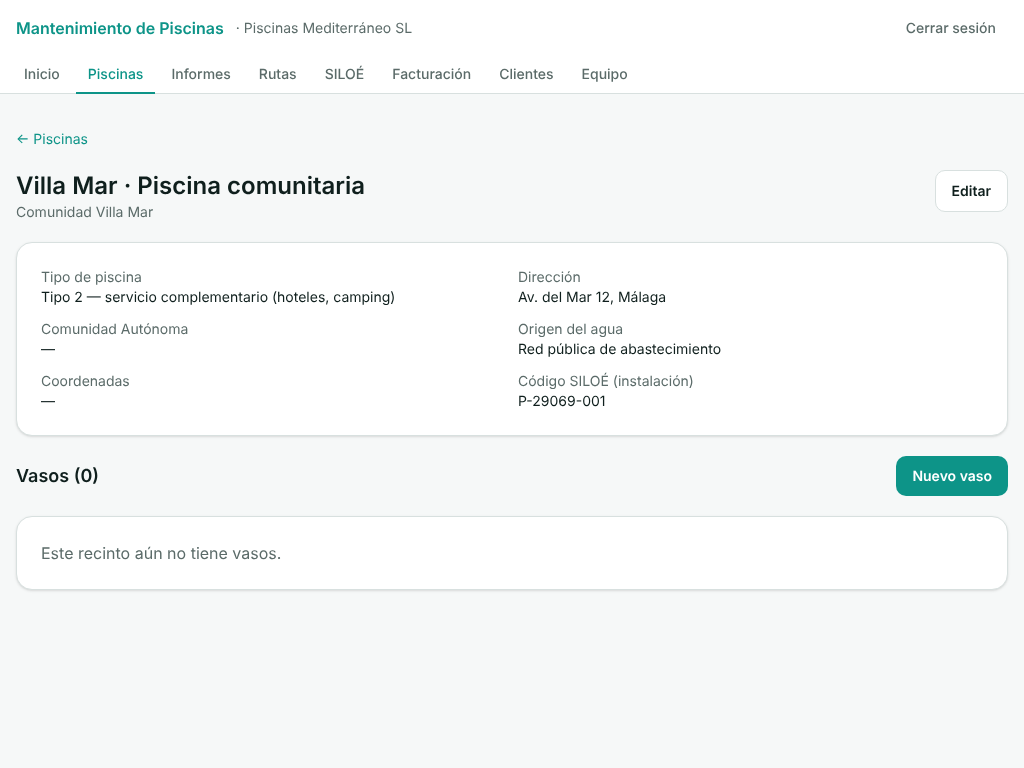 Mantenimiento de Piscinas · Piscinas Mediterráneo SL Cerrar sesión
Inicio Piscinas Informes Rutas SILOÉ Facturación Clientes Equipo
← Piscinas
Villa Mar · Piscina comunitaria
Editar
Comunidad Villa Mar
Tipo de piscina
Tipo 2 — servicio complementario (hoteles, camping)
Dirección
Av. del Mar 12, Málaga
Comunidad Autónoma
—
Origen del agua
Red pública de abastecimiento
Coordenadas
—
Código SILOÉ (instalación)
P-29069-001
Vasos (0)
Nuevo vaso
Este recinto aún no tiene vasos.